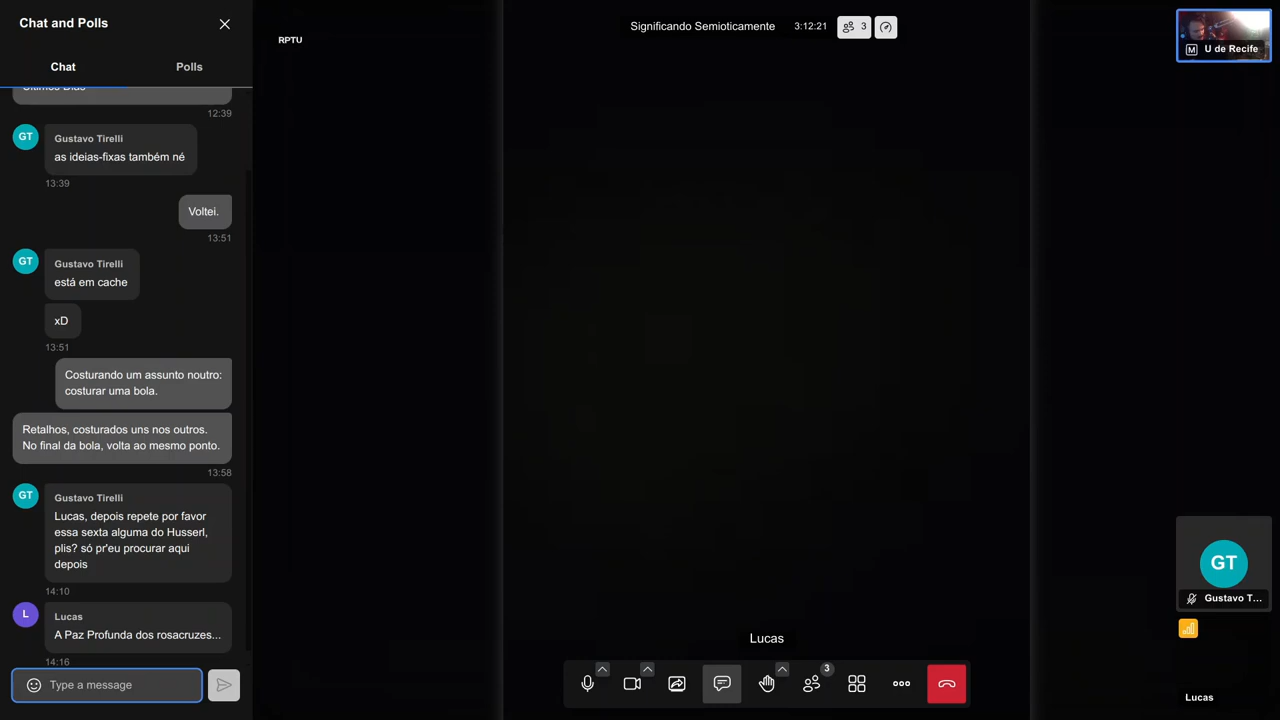 Chat and Polls
Chat
Polls
12:39
GT
Gustavo Tirelli
as ideias-fixas também né
13:39
Voltei.
13:51
GT
Gustavo Tirelli
está em cache
xD
13:51
Costurando um assunto noutro:
costurar uma bola.
Retalhos, costurados uns nos outros.
No final da bola, volta ao mesmo ponto.
13:58
GT
Gustavo Tirelli
Lucas, depois repete por favor
essa sexta alguma do Husserl,
plis? só pr'eu procurar aqui
depois
14:10
L
Lucas
A Paz Profunda dos rosacruzes...
14:16
Type a message
RPTU
Significando Semioticamente
3:12:21
3
M
U de Recife
GT
Gustavo T...
Lucas
3
Lucas